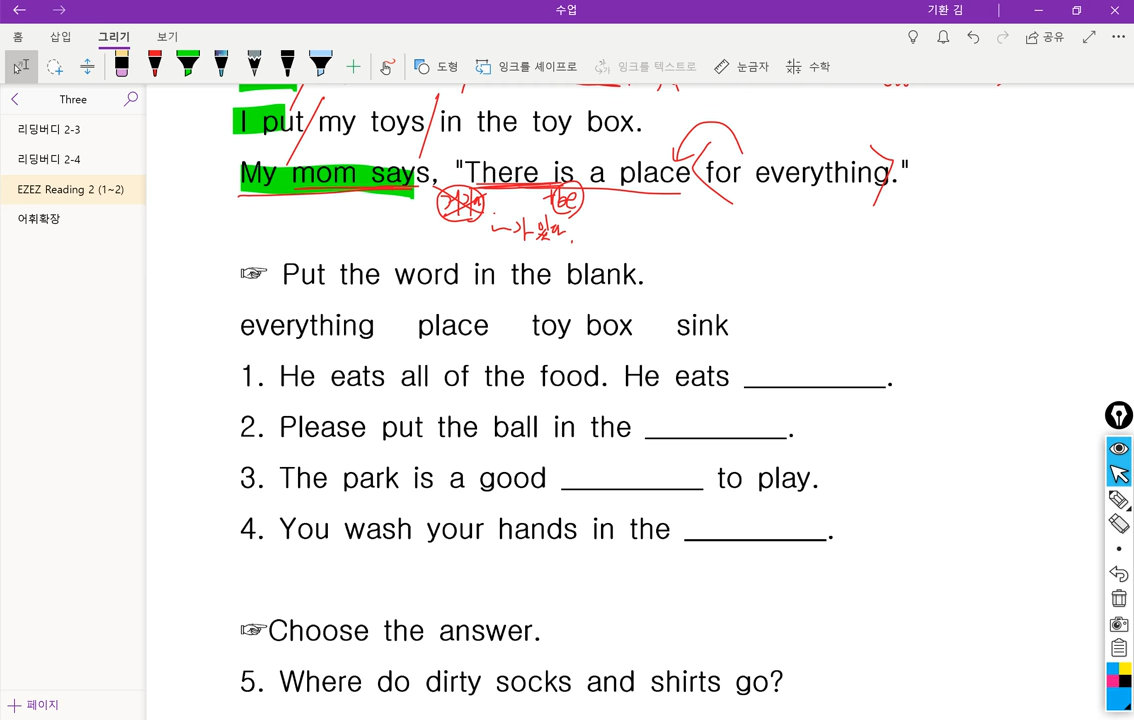 수업
기환 김
홈 삽입 그리기 보기
공유
도형 잉크를 셰이프로 잉크를 텍스트로 눈금자 수학
Three
리딩버디 2-3
리딩버디 2-4
EZEZ Reading 2 (1~2)
어휘확장
페이지
I put my toys in the toy box.
My mom says, "There is a place for everything."
be
~가 있다.
☞ Put the word in the blank.
everything place toy box sink
1. He eats all of the food. He eats __________.
2. Please put the ball in the __________.
3. The park is a good __________ to play.
4. You wash your hands in the __________.
☞Choose the answer.
5. Where do dirty socks and shirts go?